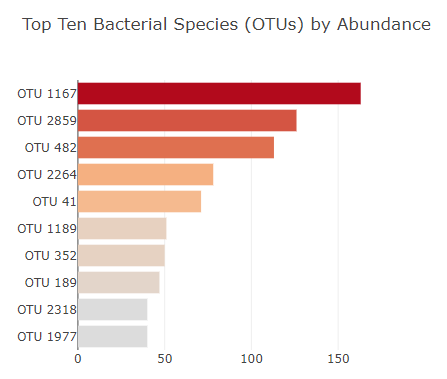 Top Ten Bacterial Species (OTUs) by Abundance
OTU 1167
OTU 2859
OTU 482
OTU 2264
OTU 41
OTU 1189
OTU 352
OTU 189
OTU 2318
OTU 1977
0 50 100 150